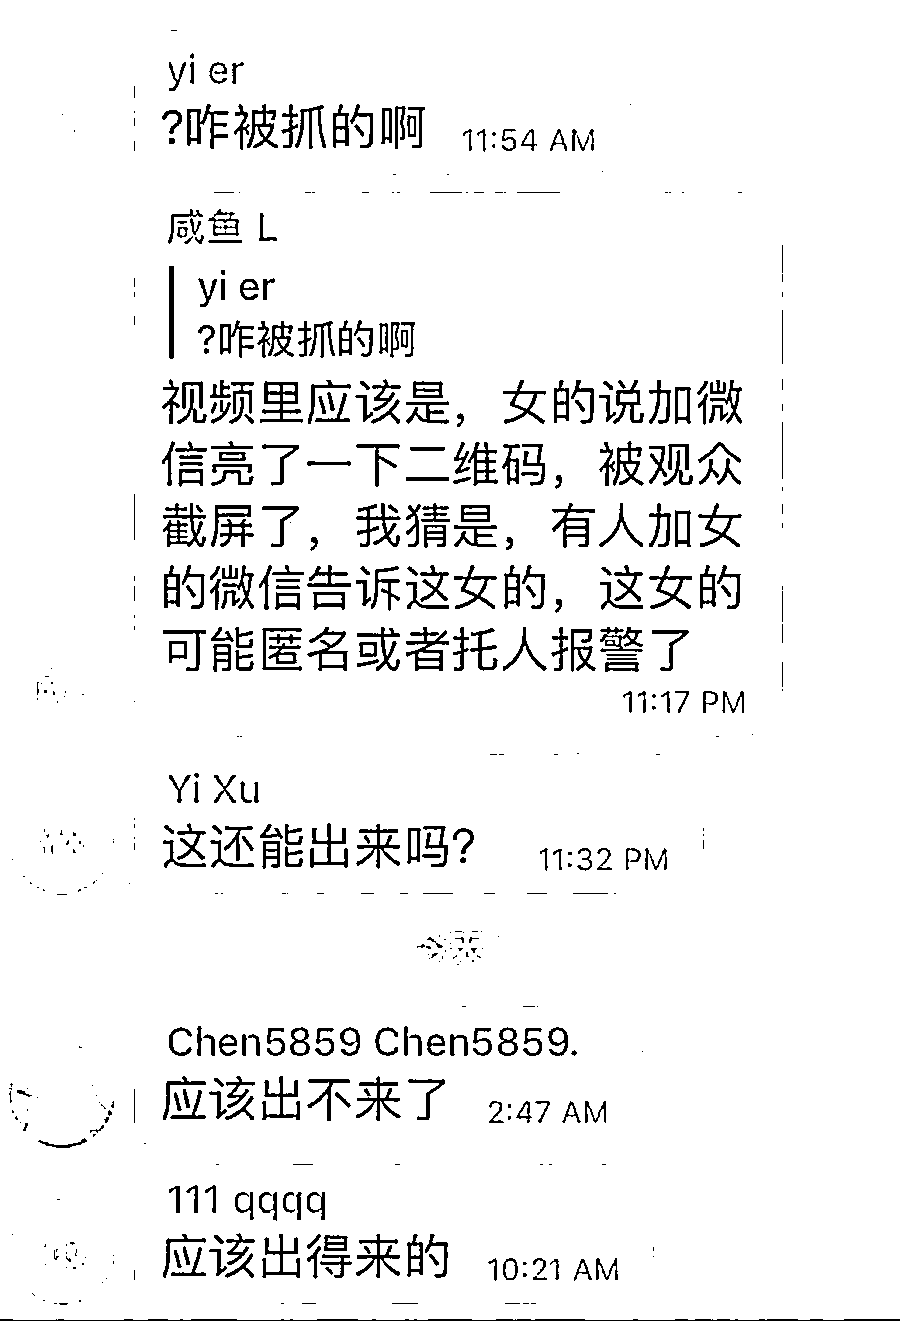 yi er
?咋被抓的啊 11:54 AM
咸鱼 L
yi er
?咋被抓的啊
视频里应该是，女的说加微
信亮了一下二维码，被观众
截屏了，我猜是，有人加女
的微信告诉这女的，这女的
可能匿名或者托人报警了
11:17 PM
Yi Xu
这还能出来吗? 11:32 PM
今天
Chen5859 Chen5859.
应该出不来了 2:47 AM
111 qqqq
应该出得来的 10:21 AM